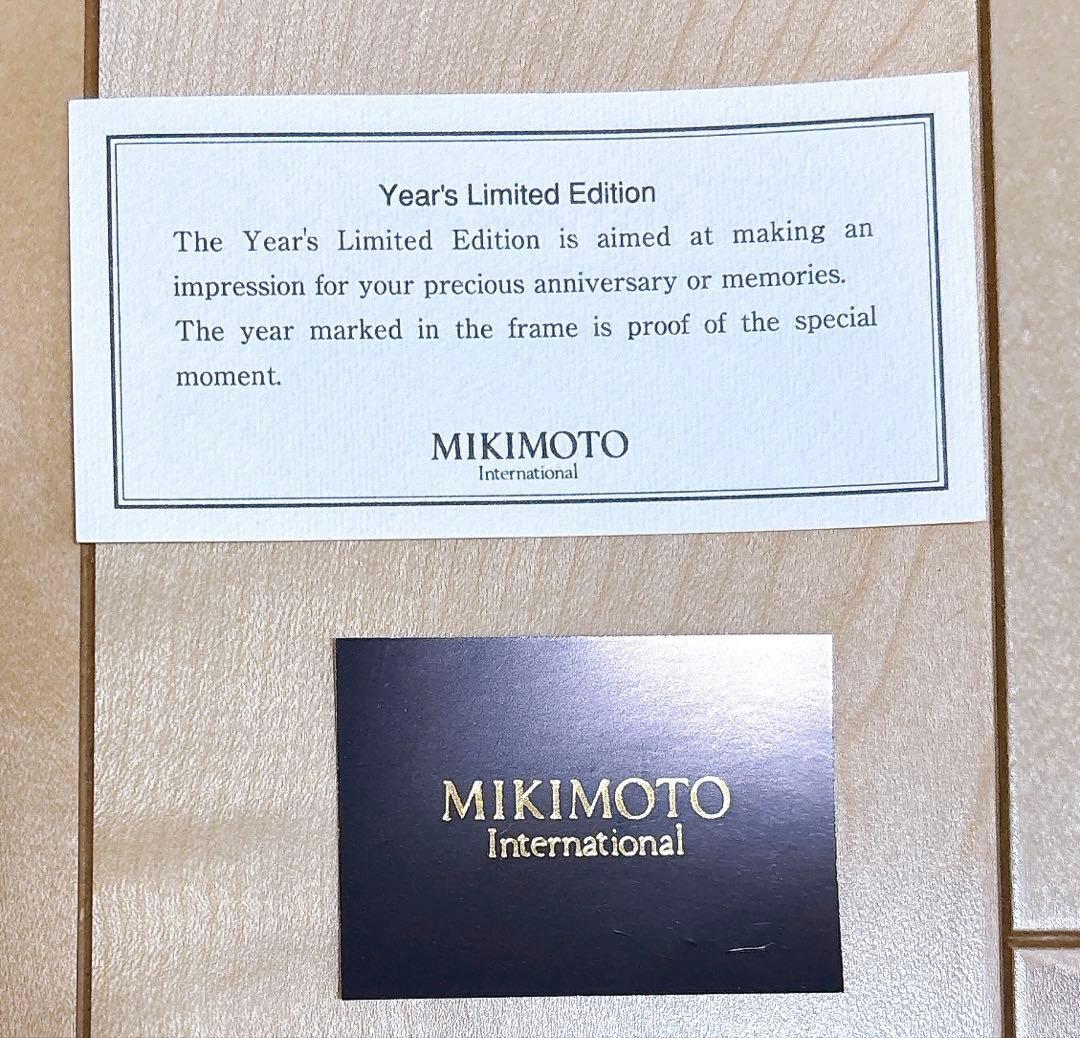 Year's Limited Edition
The Year's Limited Edition is aimed at making an
impression for your precious anniversary or memories.
The year marked in the frame is proof of the special
moment.
MIKIMOTO
International
MIKIMOTO
International